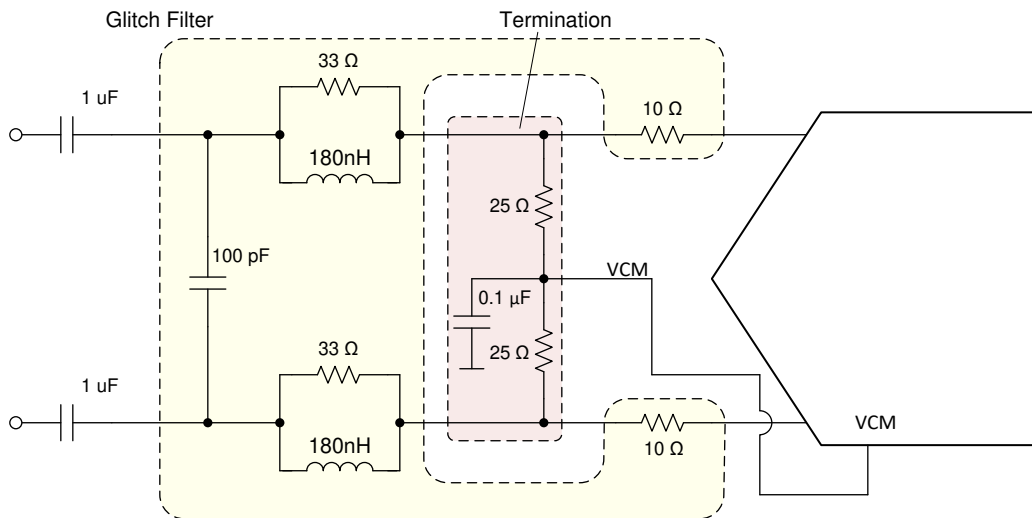 Glitch Filter
Termination
33 Ω
1 uF
10 Ω
180nH
25 Ω
100 pF
VCM
0.1 µF
33 Ω
25 Ω
1 uF
VCM
180nH
10 Ω